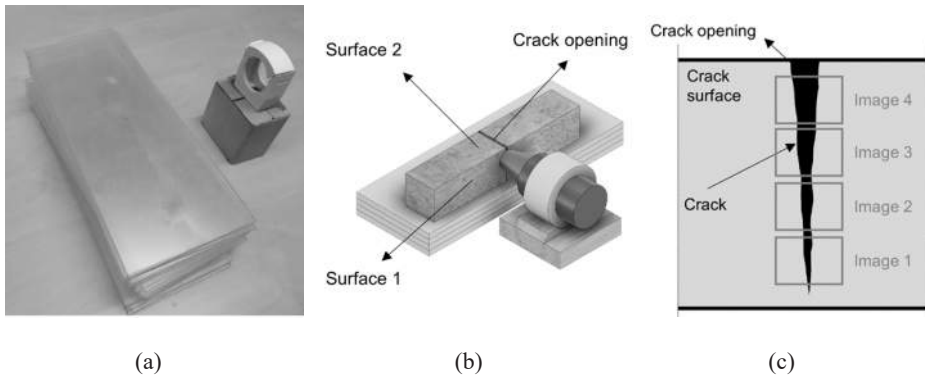 Surface 2
Crack opening
Surface 1
Crack opening
Crack
surface
Image 4
Image 3
Crack
Image 2
Image 1
(a)
(b)
(c)